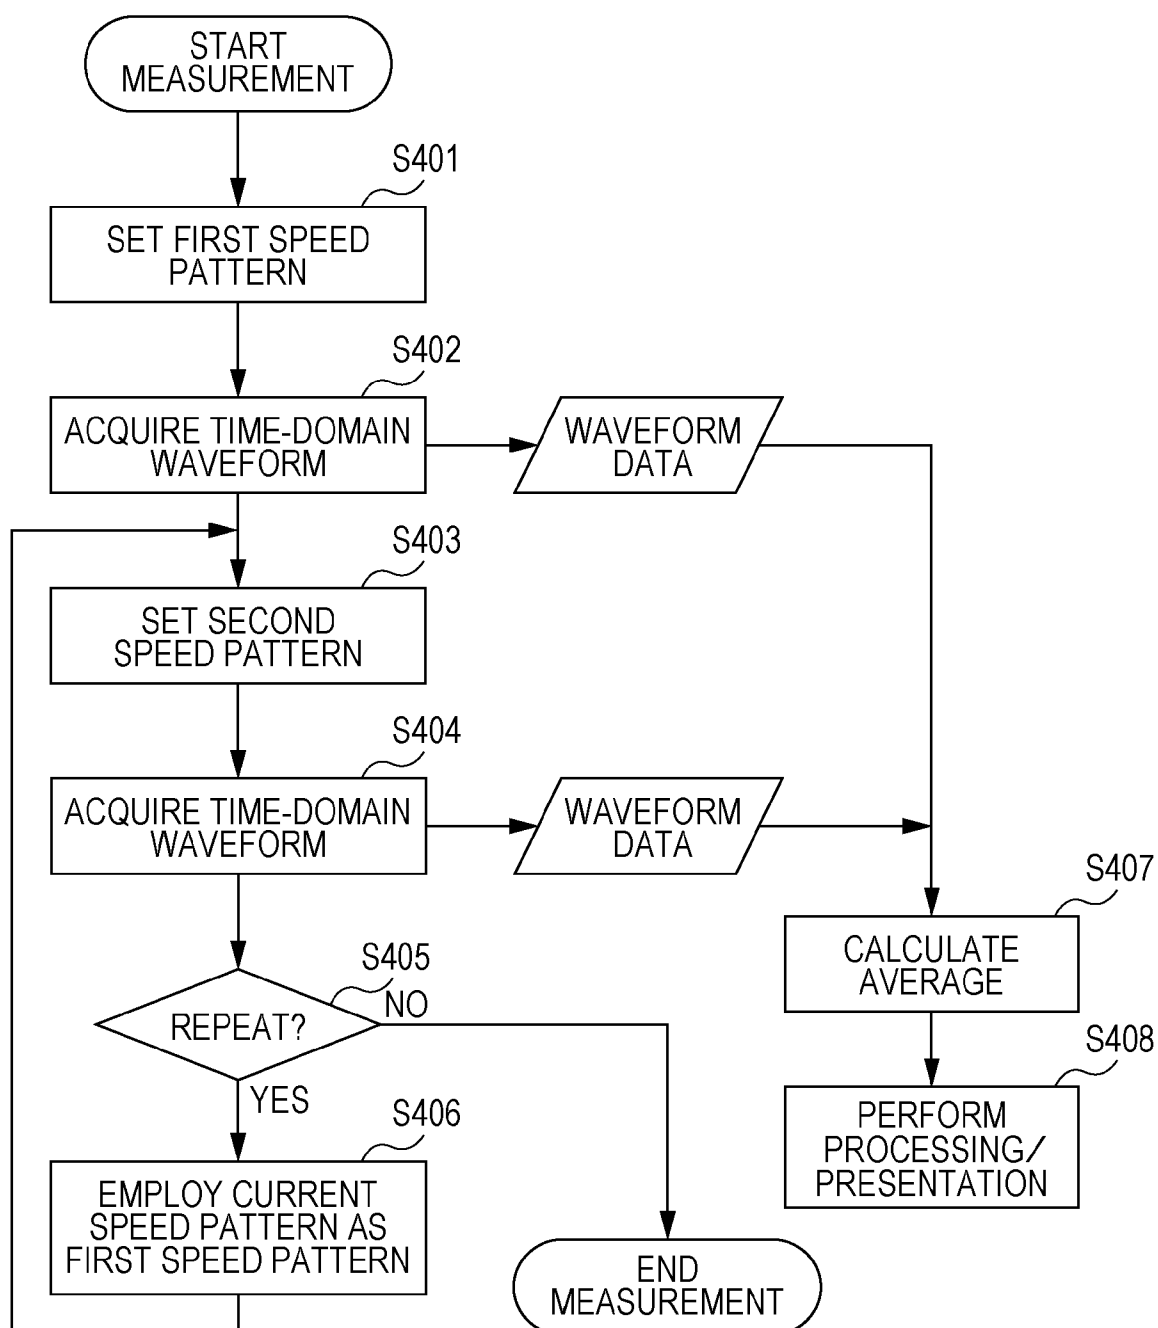 START
MEASUREMENT
S401
SET FIRST SPEED
PATTERN
S402
ACQUIRE TIME-DOMAIN
WAVEFORM
WAVEFORM
DATA
S403
SET SECOND
SPEED PATTERN
S404
ACQUIRE TIME-DOMAIN
WAVEFORM
WAVEFORM
DATA
S407
CALCULATE
AVERAGE
S405
REPEAT?
NO
YES
S408
PERFORM
PROCESSING/
PRESENTATION
S406
EMPLOY CURRENT
SPEED PATTERN AS
FIRST SPEED PATTERN
END
MEASUREMENT